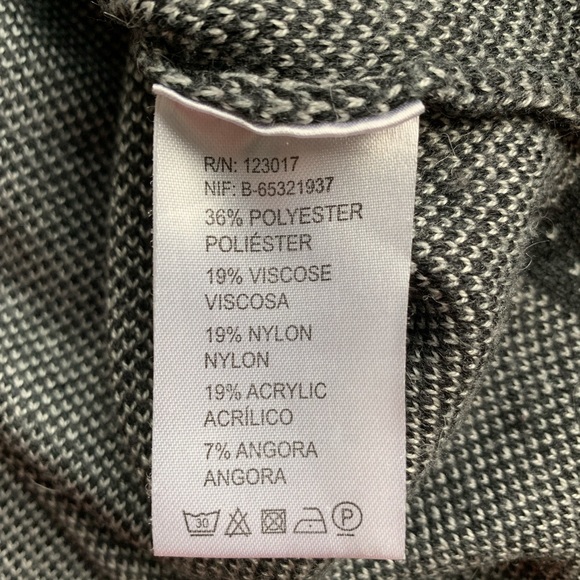 R/N: 123017
NIF: B-65321937
36% POLYESTER
POLIÉSTER
19% VISCOSE
VISCOSA
19% NYLON
NYLON
19% ACRYLIC
ACRÍLICO
7% ANGORA
ANGORA
30 P